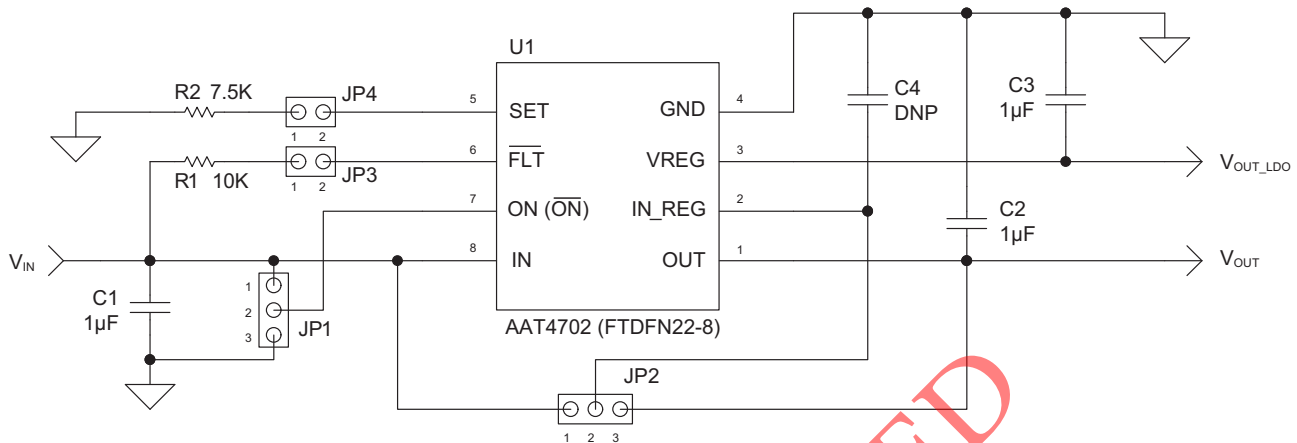 U1
R2 7.5K
JP4
1 2
5
SET
R1 10K
JP3
1 2
6
FLT
7
ON (ON)
8
IN
GND
4
VREG
3
IN_REG
2
OUT
1
AAT4702 (FTDFN22-8)
C4
DNP
C3
1µF
C2
1µF
VOUT_LDO
VOUT
VIN
C1
1µF
1
2
3
JP1
JP2
1 2 3